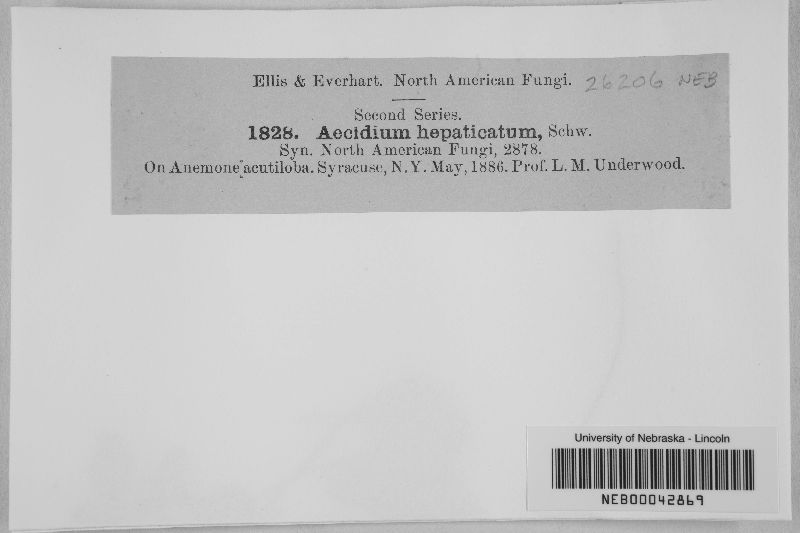 Ellis & Everhart. North American Fungi. 26206 NEB
Second Series.
1828. Aecidium hepaticatum, Schw.
Syn. North American Fungi, 2878.
On Anemone acutiloba. Syracuse, N. Y. May, 1886. Prof. L. M. Underwood.
University of Nebraska - Lincoln
NEB00042869